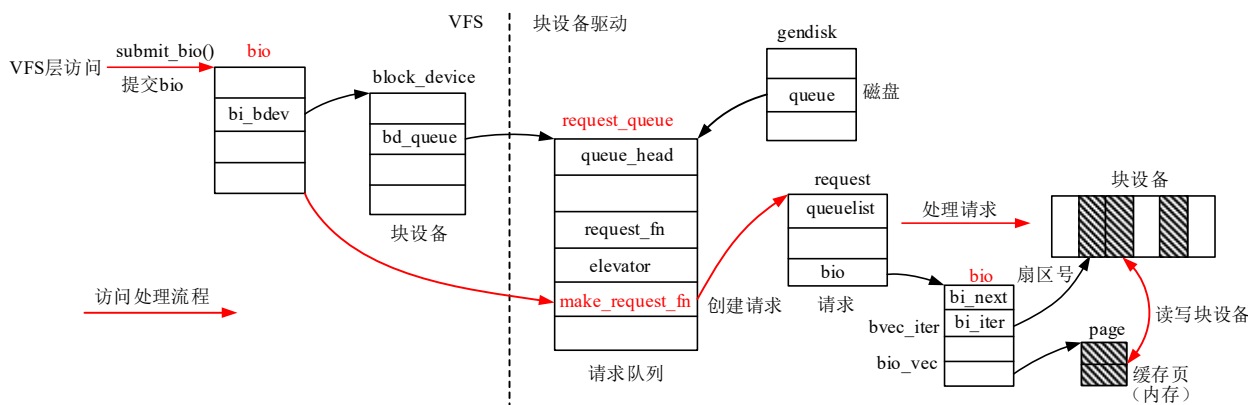 VFS
块设备驱动
gendisk
queue
磁盘
VFS层访问
submit_bio()
提交bio
bio
bi_bdev
block_device
bd_queue
块设备
request_queue
queue_head
request_fn
elevator
make_request_fn
请求队列
创建请求
request
queuelist
bio
请求
处理请求
块设备
扇区号
bio
bi_next
bvec_iter
bi_iter
bio_vec
page
读写块设备
缓存页
（内存）
访问处理流程